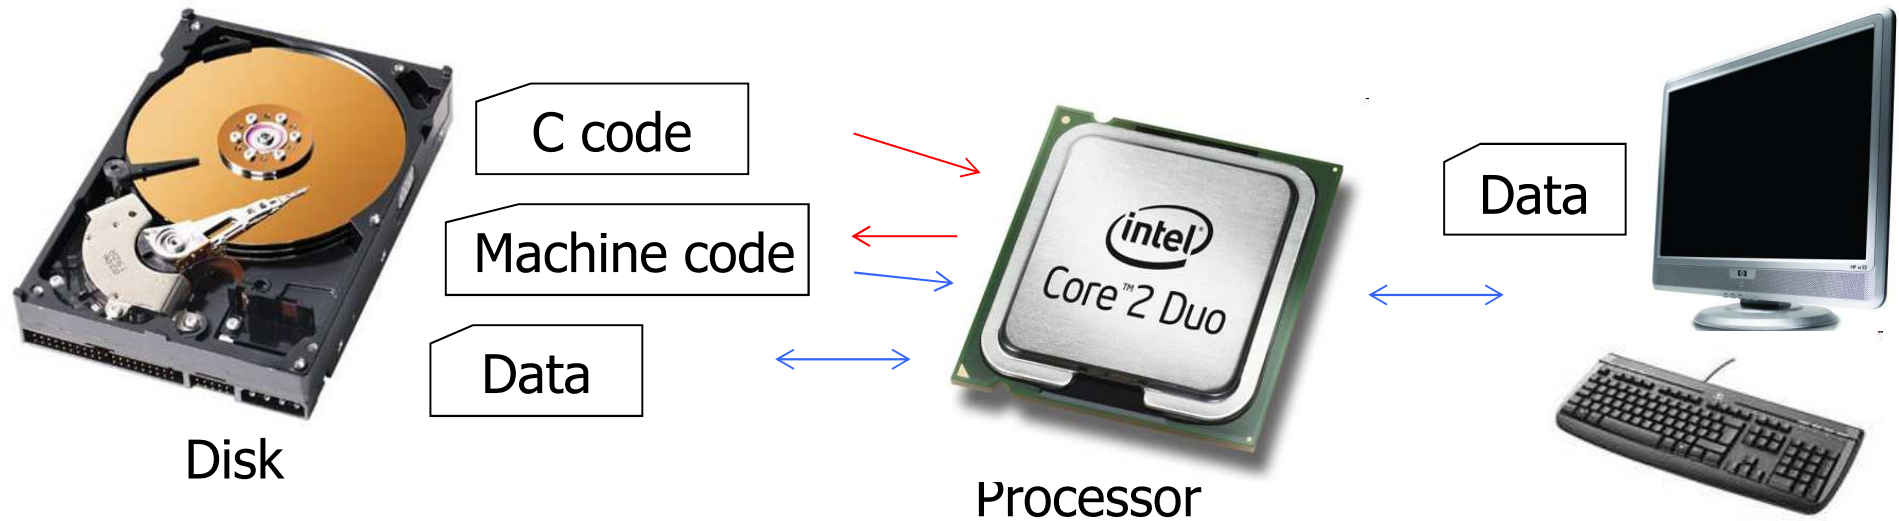 C code
Machine code
Data
Disk
intel
Core™2 Duo
Processor
Data